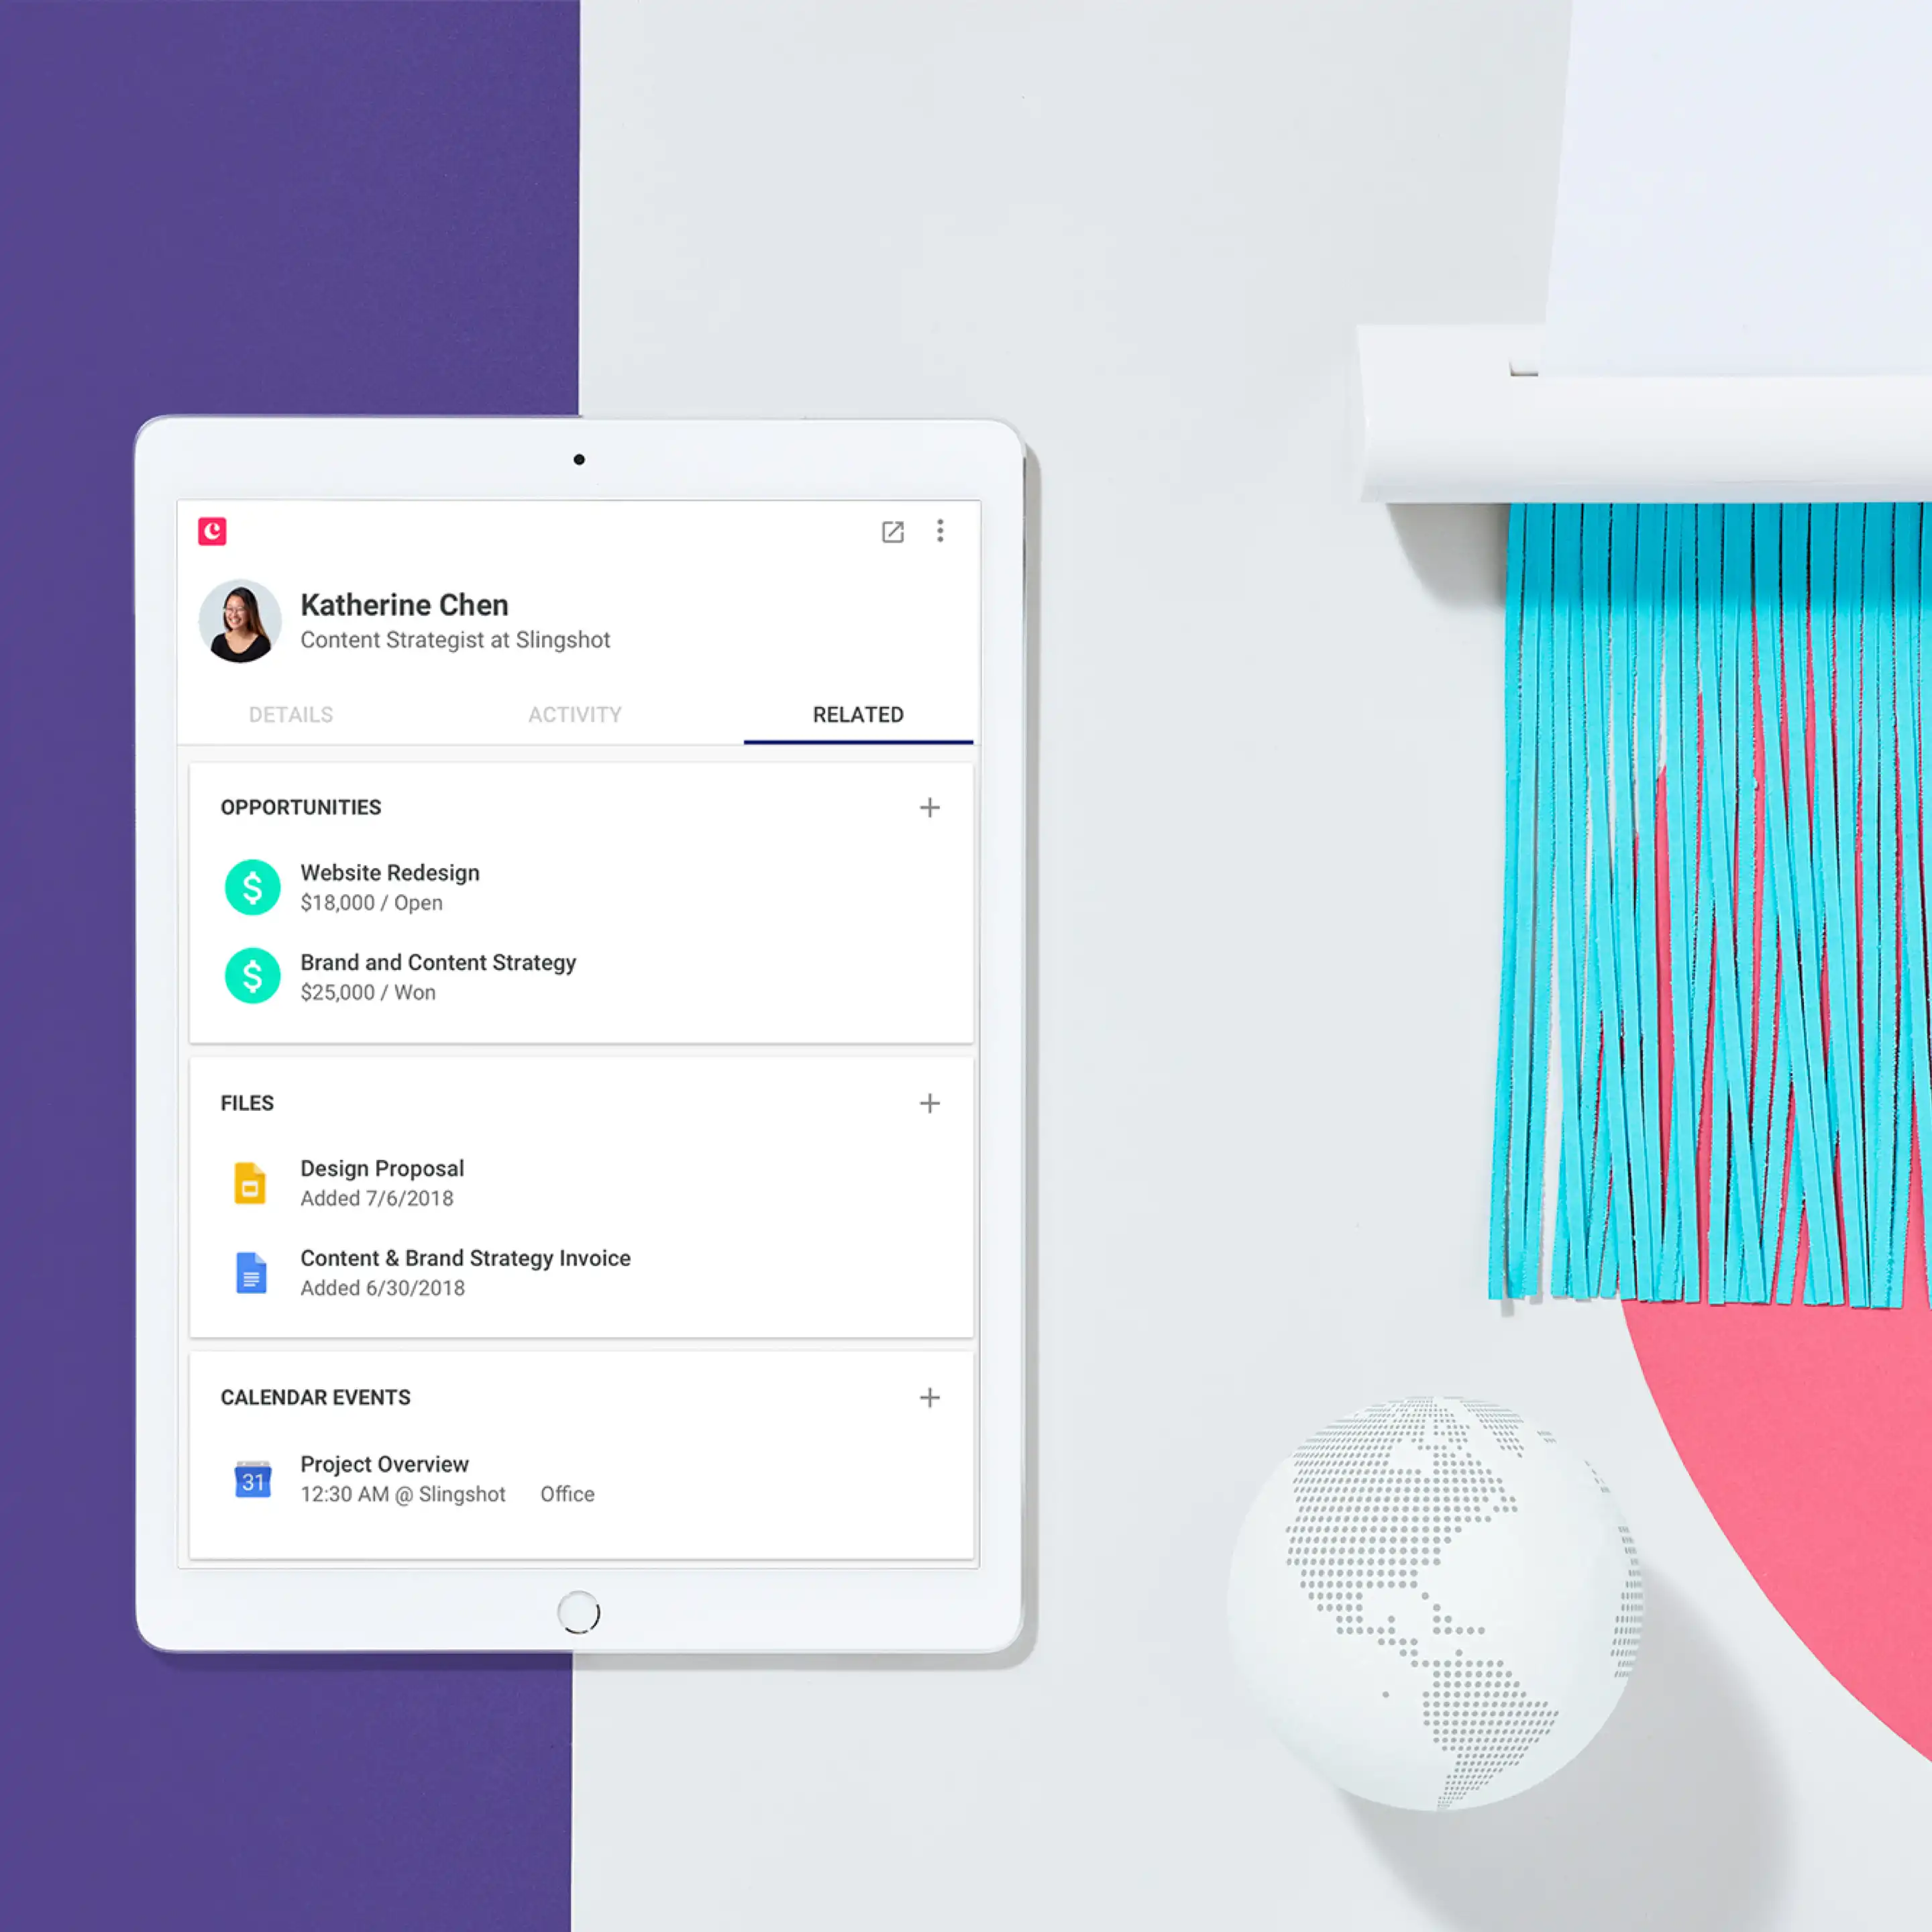 Katherine Chen
Content Strategist at Slingshot
DETAILS ACTIVITY RELATED
OPPORTUNITIES
$ Website Redesign
$18,000 / Open
$ Brand and Content Strategy
$25,000 / Won
FILES
Design Proposal
Added 7/6/2018
Content & Brand Strategy Invoice
Added 6/30/2018
CALENDAR EVENTS
Project Overview
31
12:30 AM @ Slingshot Office